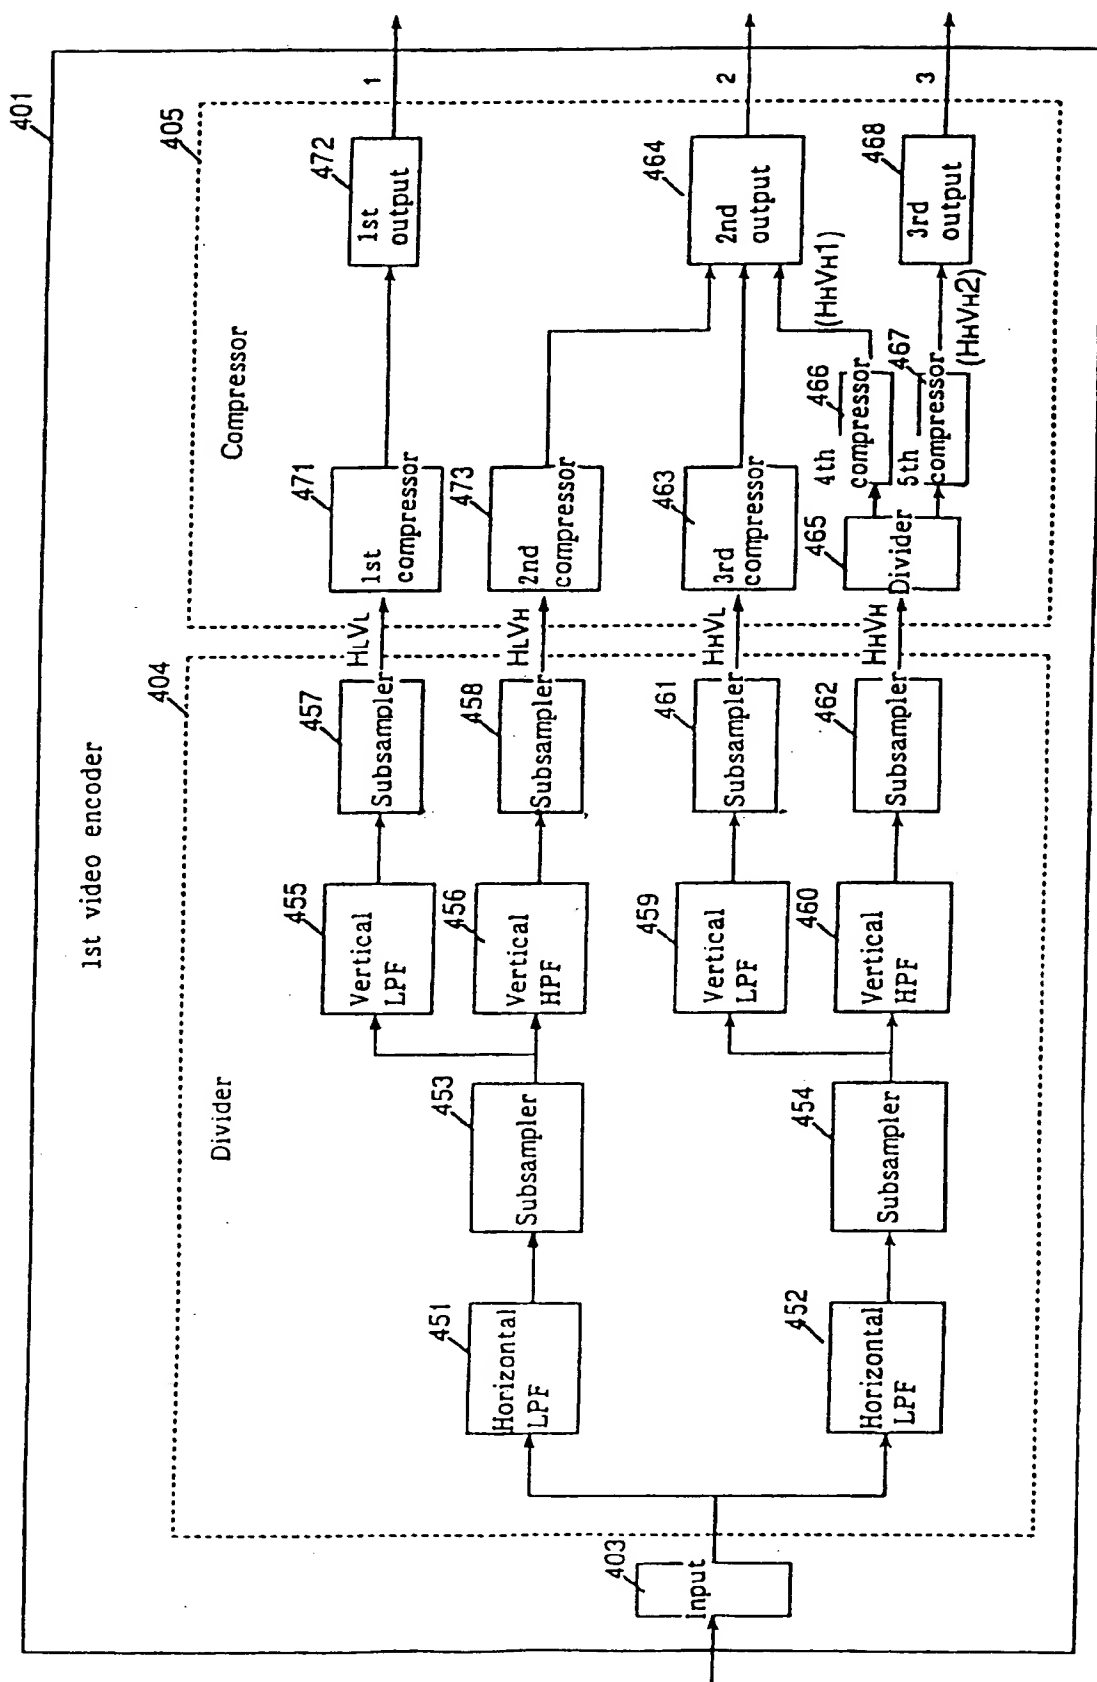 401
1st video encoder
404
Divider
405
Compressor
403
Input
451
Horizontal
LPF
452
Horizontal
LPF
453
Subsampler
454
Subsampler
455
Vertical
LPF
456
Vertical
HPF
459
Vertical
LPF
460
Vertical
HPF
457
Subsampler
458
Subsampler
461
Subsampler
462
Subsampler
HLVL
HLVH
HHVL
HHVH
471
1st
compressor
473
2nd
compressor
463
3rd
compressor
465
Divider
466
4th
compressor
467
5th
compressor
(HHVH1)
(HHVH2)
472
1st
output
464
2nd
output
468
3rd
output
1
2
3